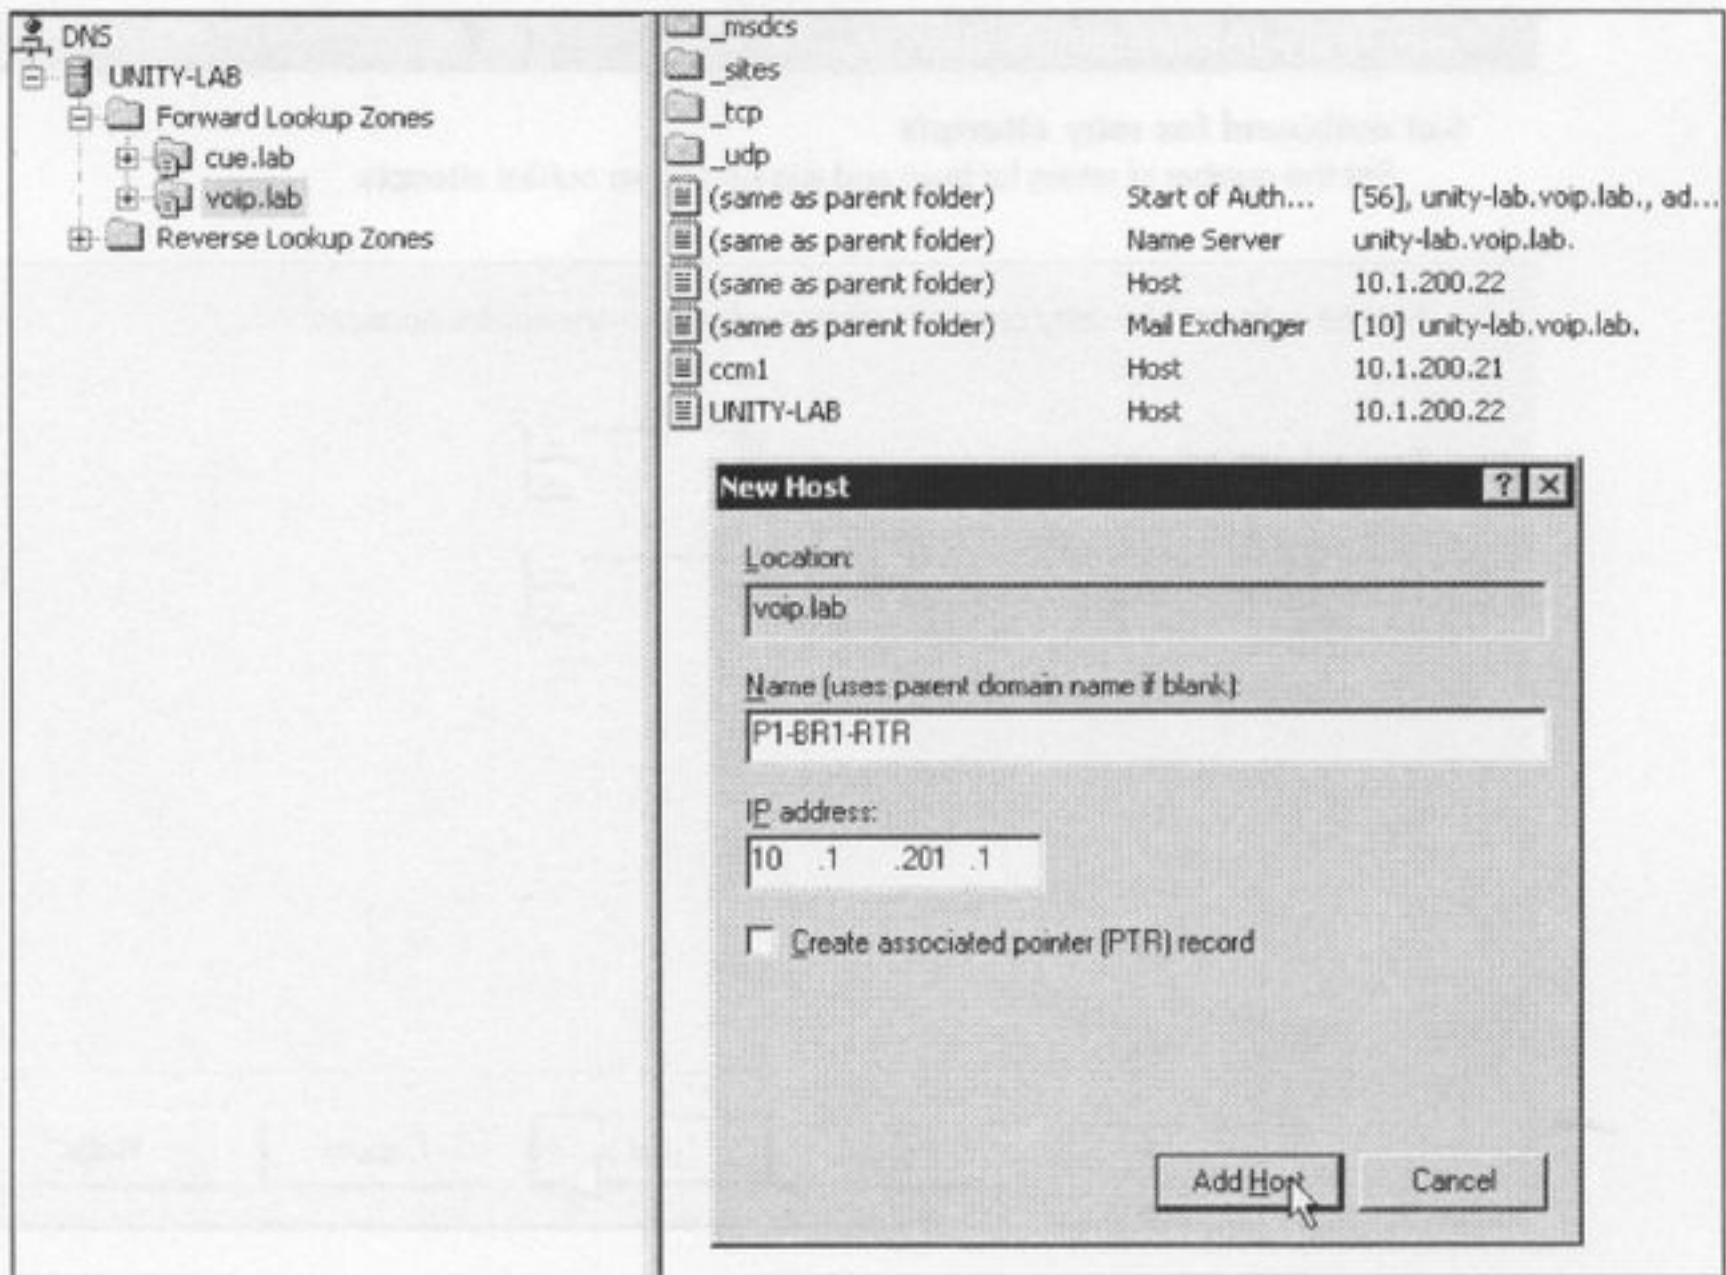 DNS
UNITY-LAB
Forward Lookup Zones
cue.lab
voip.lab
Reverse Lookup Zones
_msdcs
_sites
_tcp
_udp
(same as parent folder) Start of Auth... [56], unity-lab.voip.lab., ad...
(same as parent folder) Name Server unity-lab.voip.lab.
(same as parent folder) Host 10.1.200.22
(same as parent folder) Mail Exchanger [10] unity-lab.voip.lab.
ccm1 Host 10.1.200.21
UNITY-LAB Host 10.1.200.22
New Host
Location:
voip.lab
Name (uses parent domain name if blank):
P1-BR1-RTR
IP address:
10 .1 .201 .1
Create associated pointer (PTR) record
Add Host
Cancel